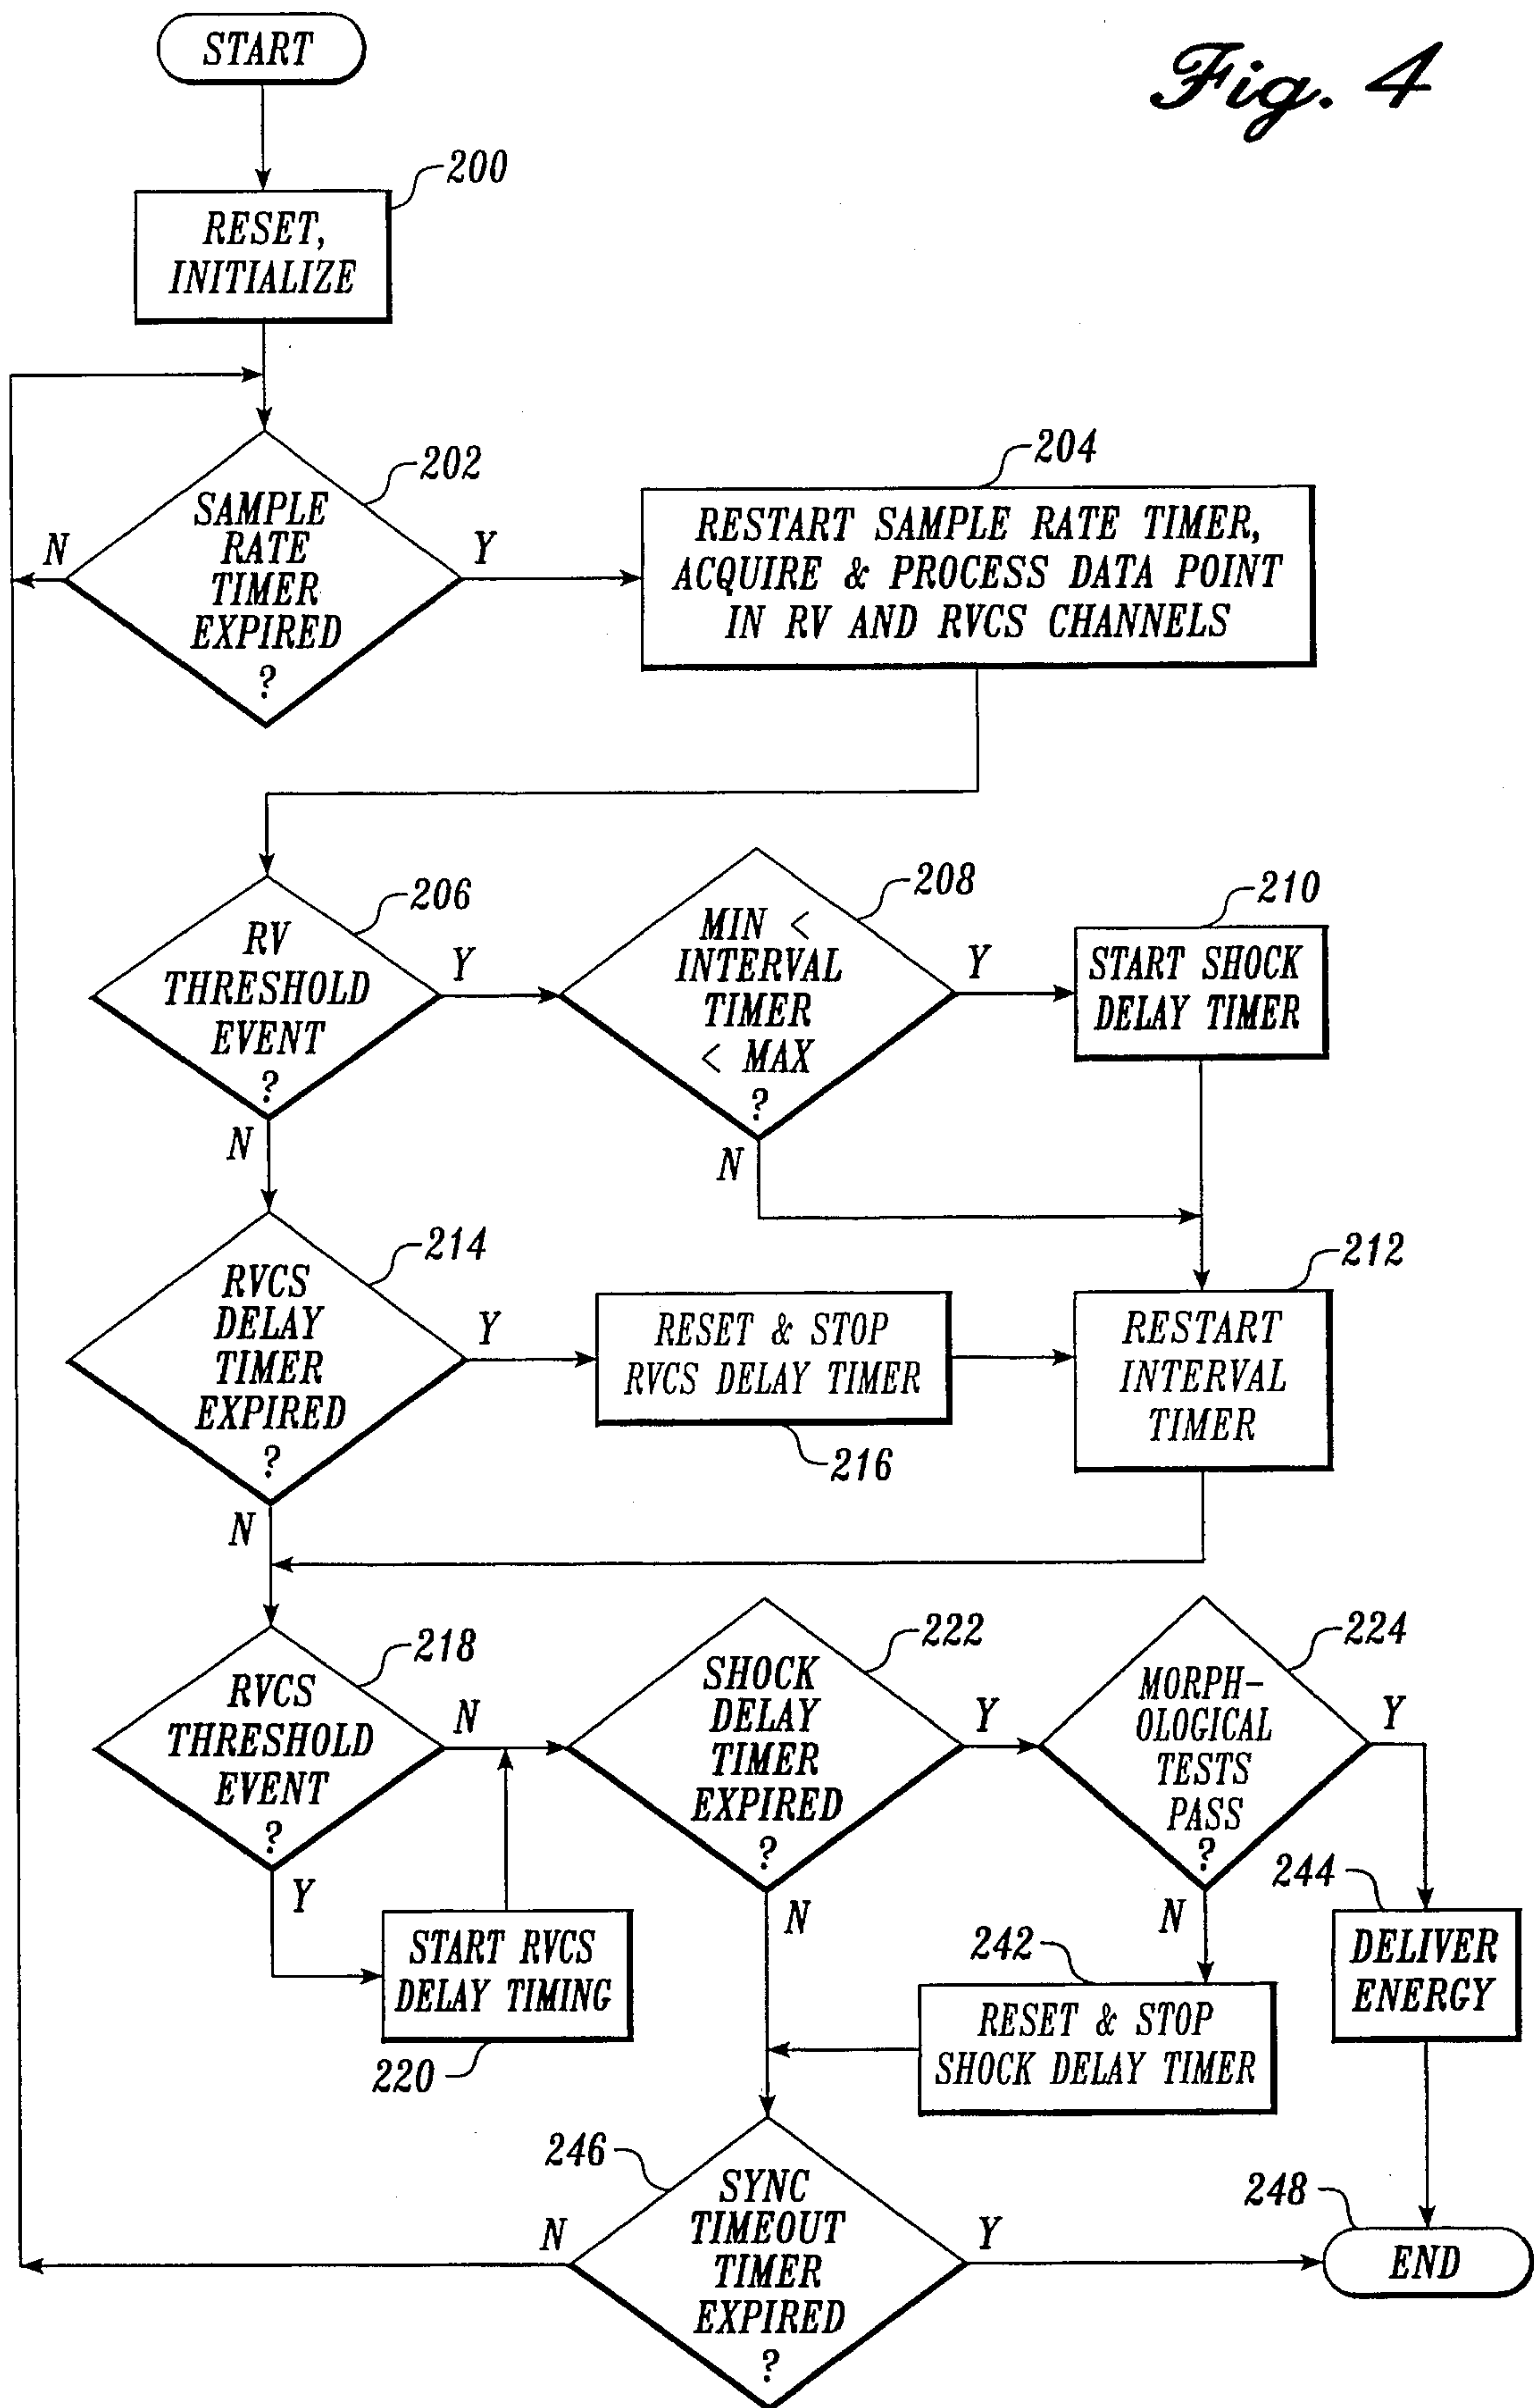 START
Fig. 4
200
RESET,
INITIALIZE
202
SAMPLE
RATE
TIMER
EXPIRED
?
N
Y
204
RESTART SAMPLE RATE TIMER,
ACQUIRE & PROCESS DATA POINT
IN RV AND RVCS CHANNELS
206
RV
THRESHOLD
EVENT
?
Y
N
208
MIN <
INTERVAL
TIMER
< MAX
?
Y
N
210
START SHOCK
DELAY TIMER
214
RVCS
DELAY
TIMER
EXPIRED
?
Y
N
RESET & STOP
RVCS DELAY TIMER
216
212
RESTART
INTERVAL
TIMER
218
RVCS
THRESHOLD
EVENT
?
N
Y
START RVCS
DELAY TIMING
220
222
SHOCK
DELAY
TIMER
EXPIRED
?
Y
N
224
MORPH-
OLOGICAL
TESTS
PASS
?
Y
N
242
RESET & STOP
SHOCK DELAY TIMER
244
DELIVER
ENERGY
246
SYNC
TIMEOUT
TIMER
EXPIRED
?
N
Y
248
END